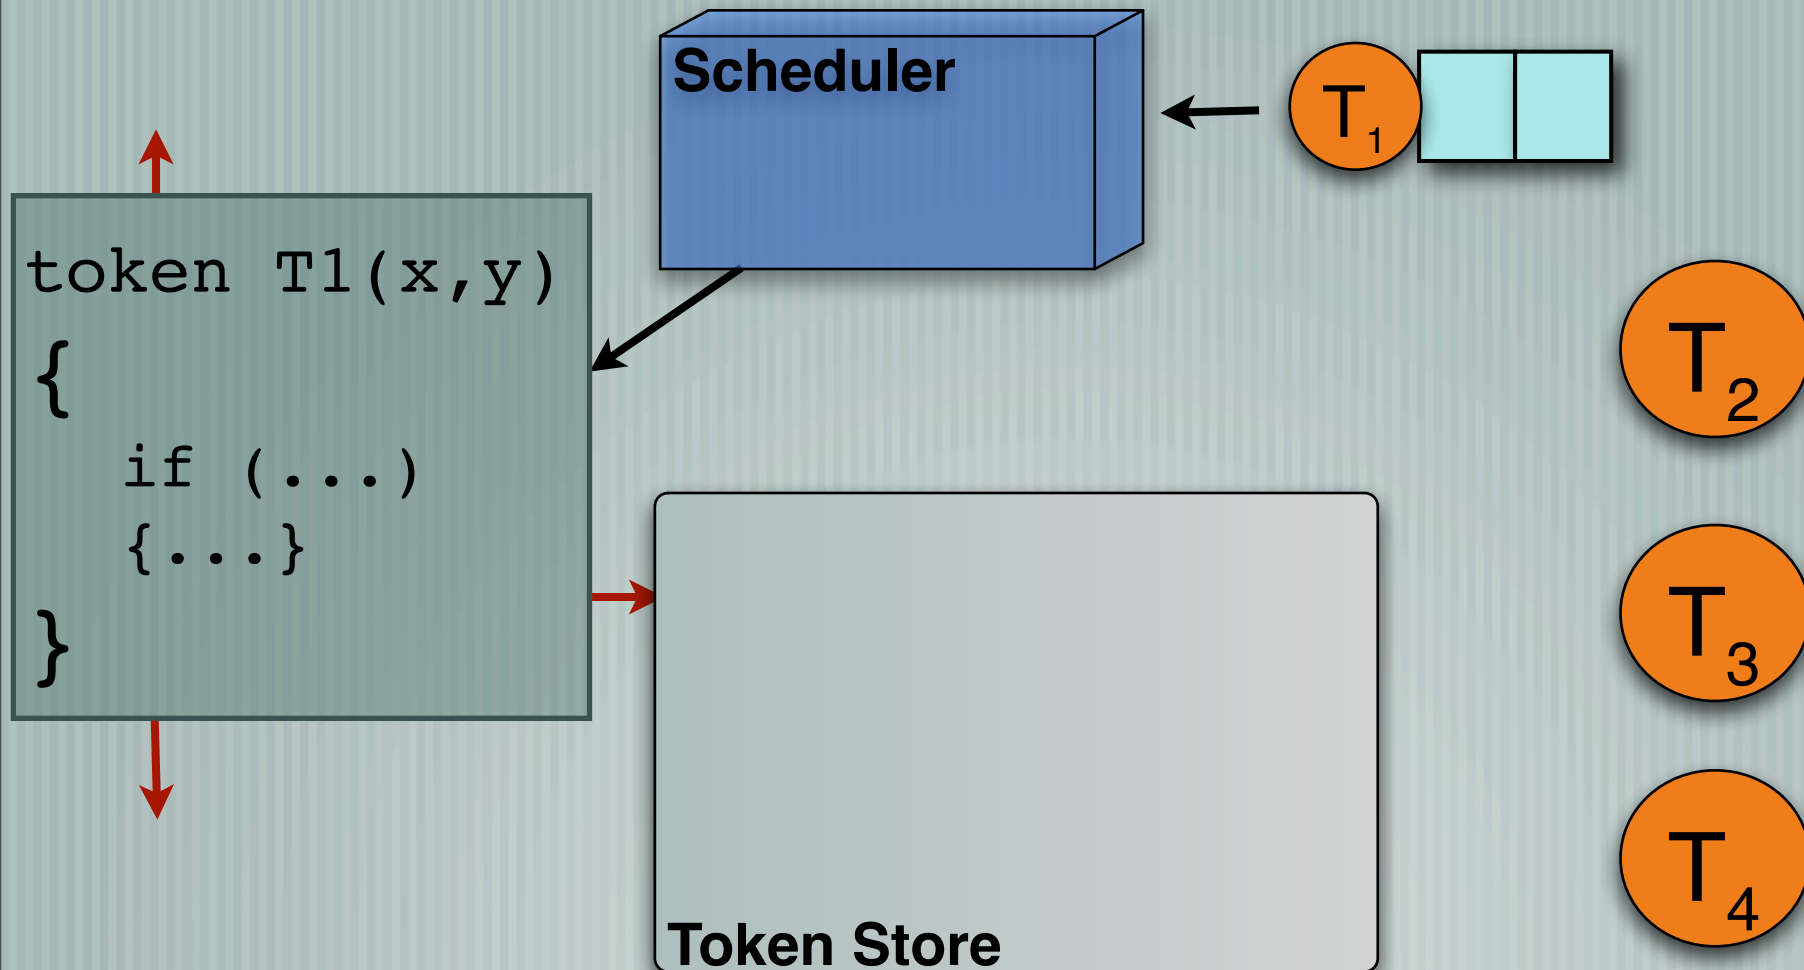 Scheduler
T1
token T1(x,y)
{
if (...)
{...}
}
T2
T3
T4
Token Store